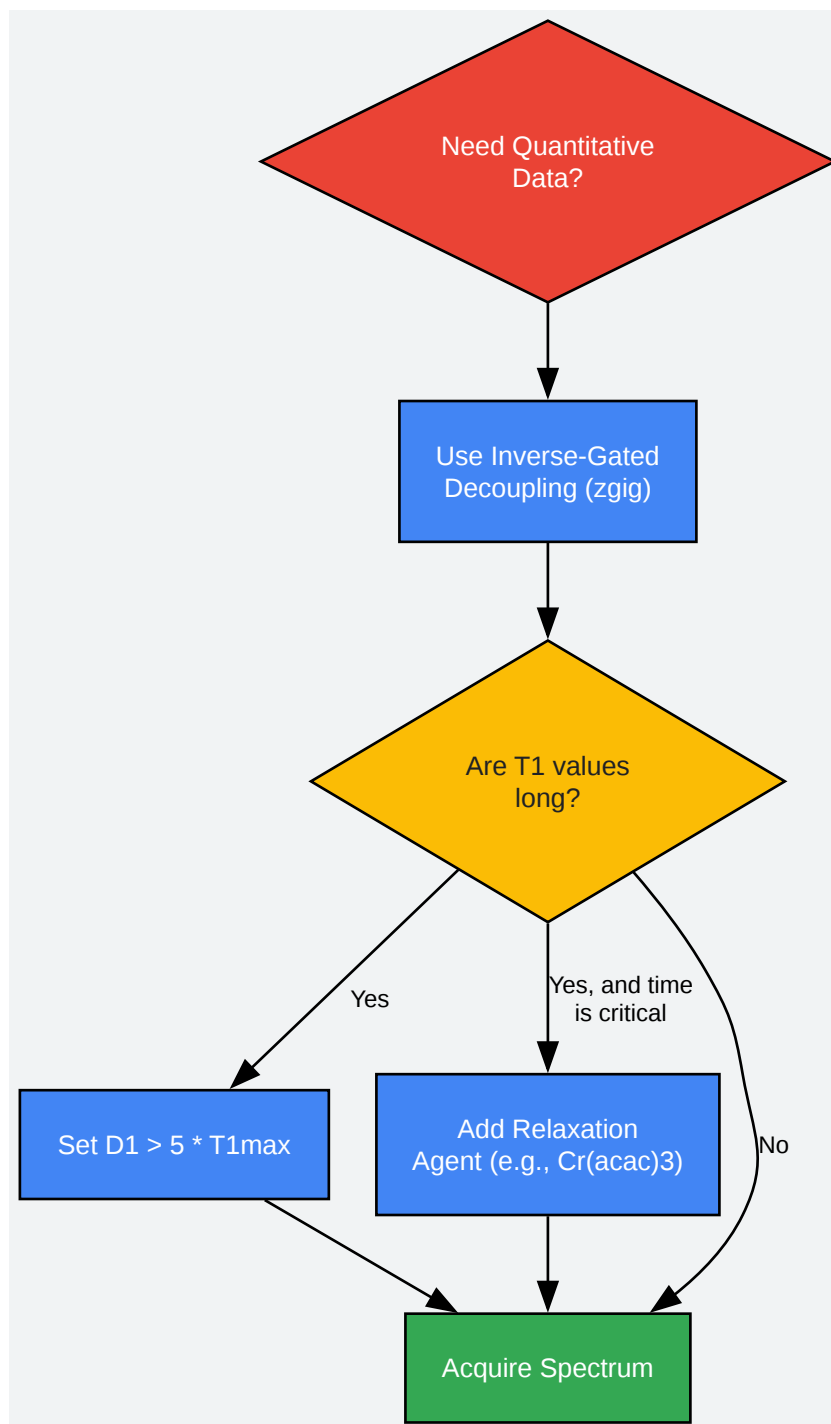 Need Quantitative
Data?
Use Inverse-Gated
Decoupling (zgig)
Are T1 values
long?
Yes
Yes, and time
is critical
No
Set D1 > 5 * T1max
Add Relaxation
Agent (e.g., Cr(acac)3)
Acquire Spectrum